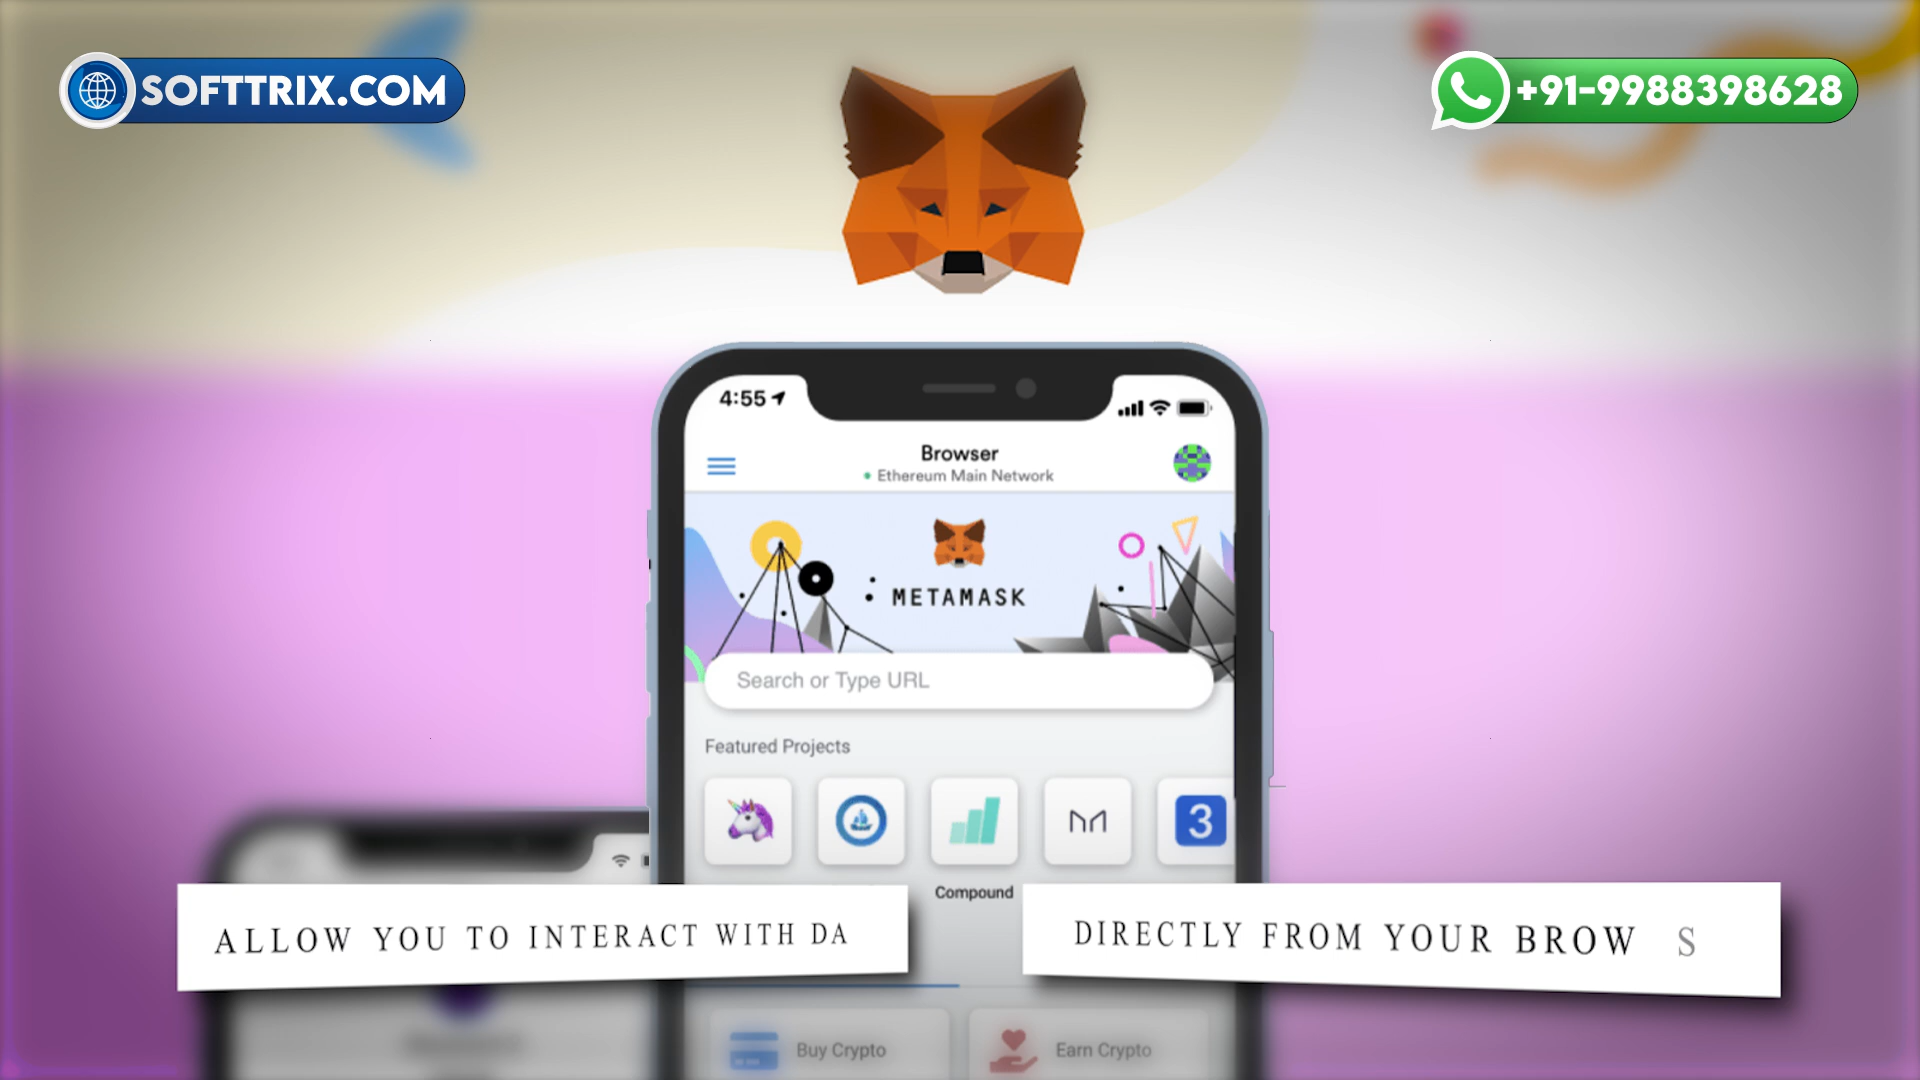 SOFTTRIX.COM
+91-9988398628
4:55
Browser
Ethereum Main Network
METAMASK
Search or Type URL
Featured Projects
3
Compound
ALLOW YOU TO INTERACT WITH DA
DIRECTLY FROM YOUR BROW S
Buy Crypto
Earn Crypto